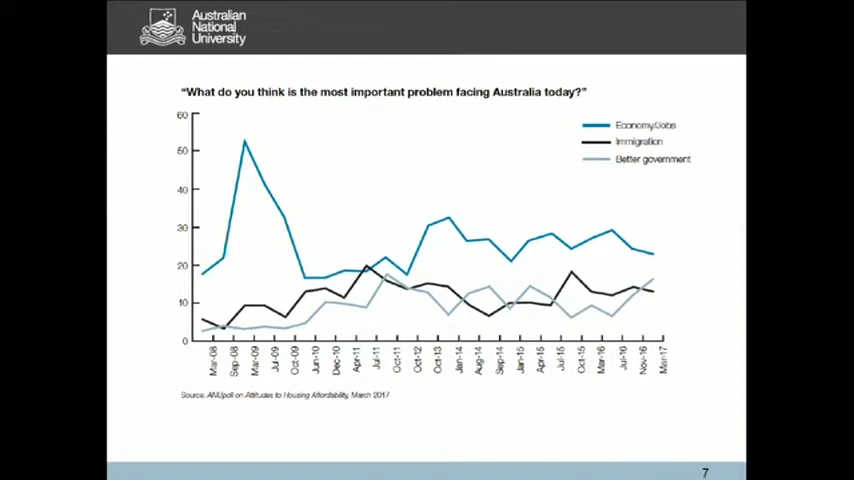 Australian
National
University
“What do you think is the most important problem facing Australia today?”
60
50
40
30
20
10
0
Economy/Jobs
Immigration
Better government
Mar-08
Sep-08
Mar-09
Jul-09
Oct-09
Jun-10
Dec-10
Apr-11
Jul-11
Oct-11
Oct-12
Oct-13
Jan-14
Aug-14
Sep-14
Jan-15
Apr-15
Jul-15
Oct-15
Mar-16
Jul-16
Nov-16
Mar-17
Source: ANUpoll on Attitudes to Housing Affordability, March 2017
7